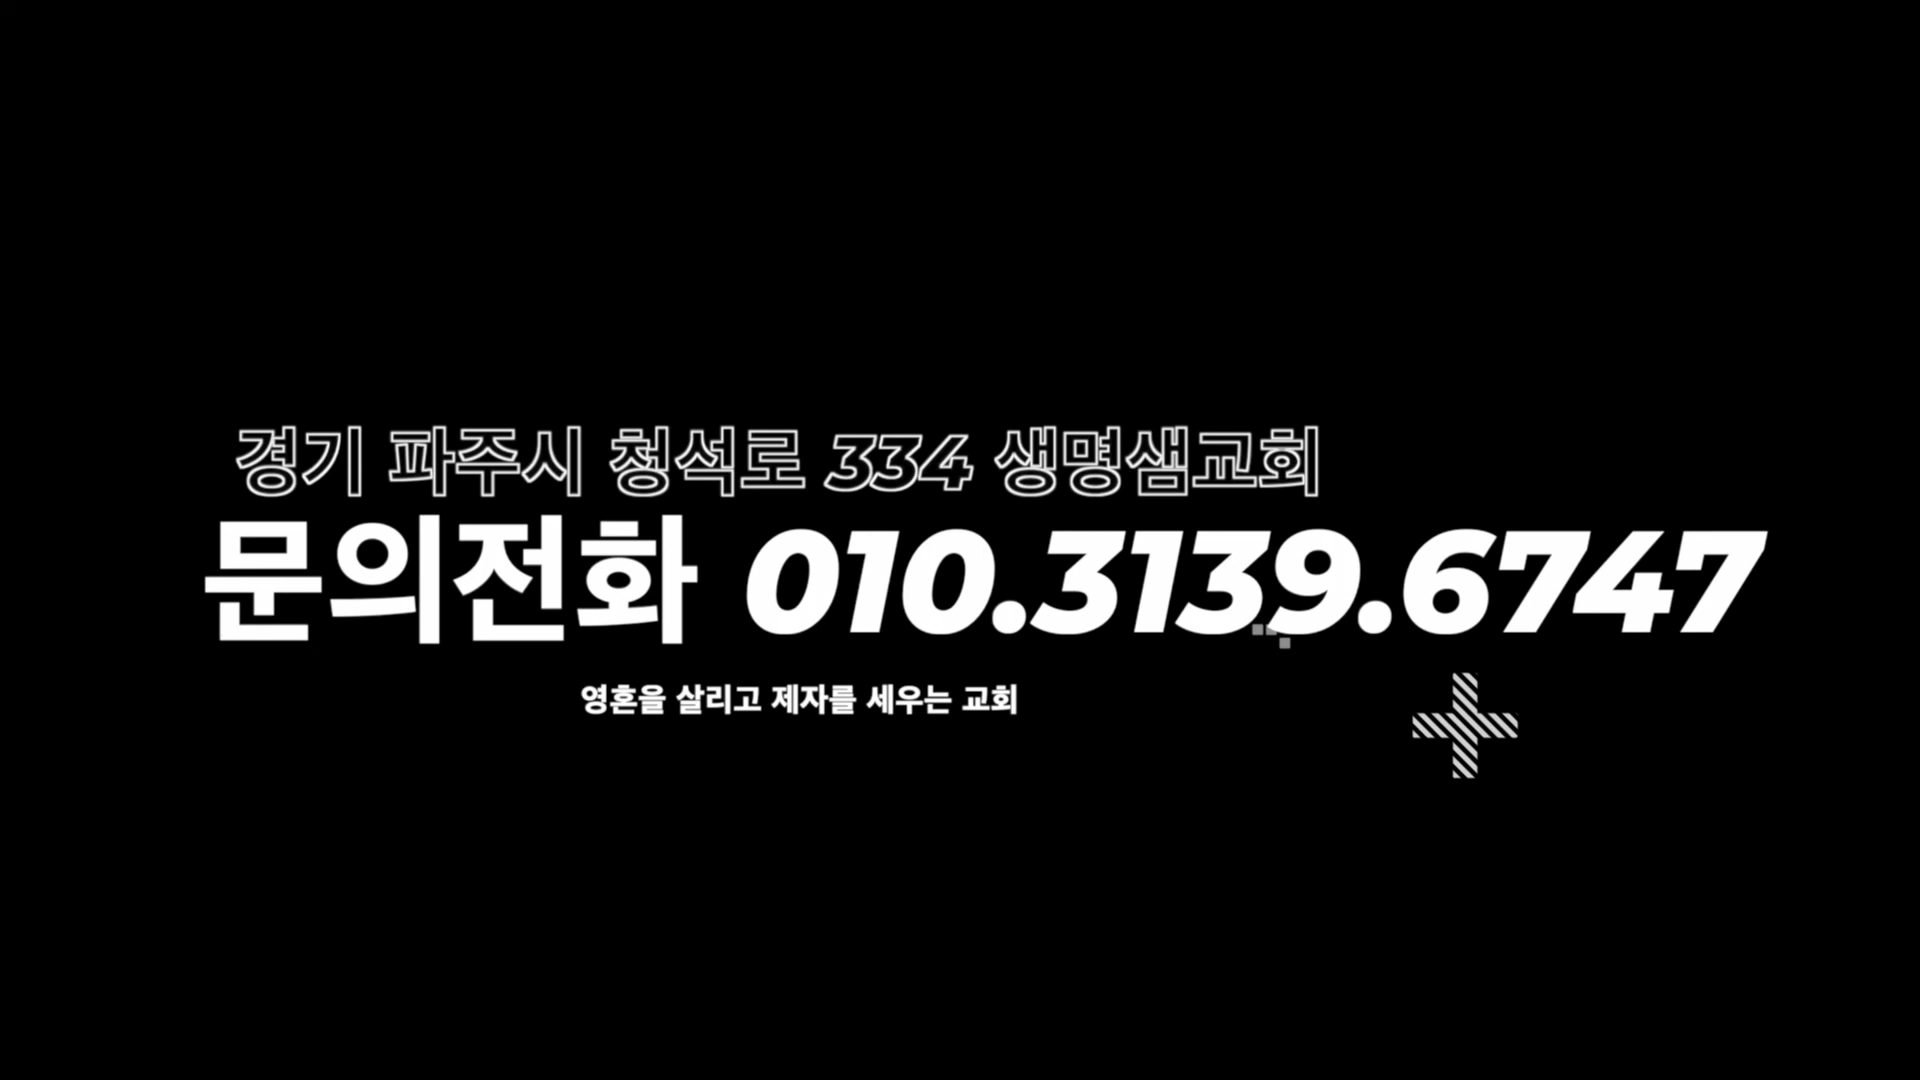 경기 파주시 청석로 334 생명샘교회
문의전화 010.3139.6747
영혼을 살리고 제자를 세우는 교회